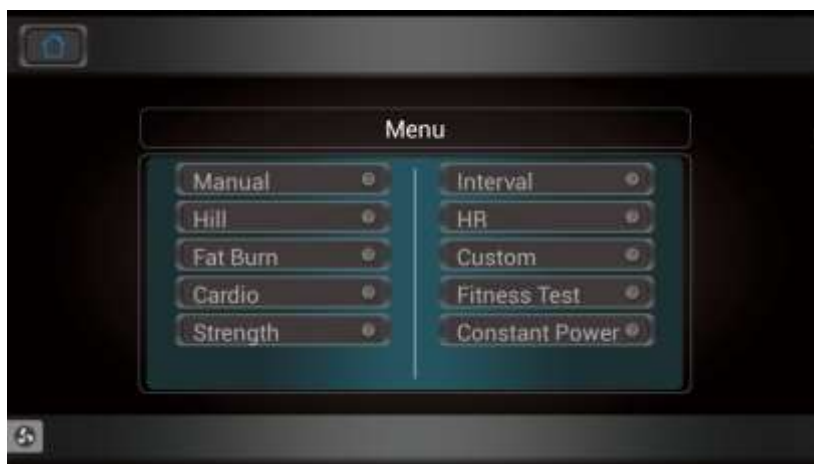 Menu
Manual
Hill
Fat Burn
Cardio
Strength
Interval
HR
Custom
Fitness Test
Constant Power